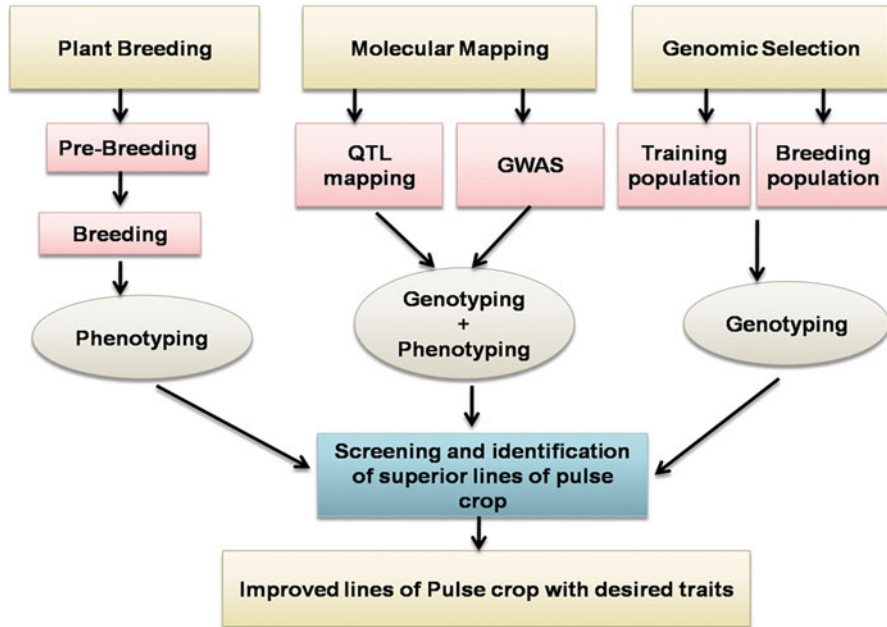 Plant Breeding
Molecular Mapping
Genomic Selection
Pre-Breeding
QTL
mapping
GWAS
Training
population
Breeding
population
Breeding
Phenotyping
Genotyping
+
Phenotyping
Genotyping
Screening and identification
of superior lines of pulse
crop
Improved lines of Pulse crop with desired traits